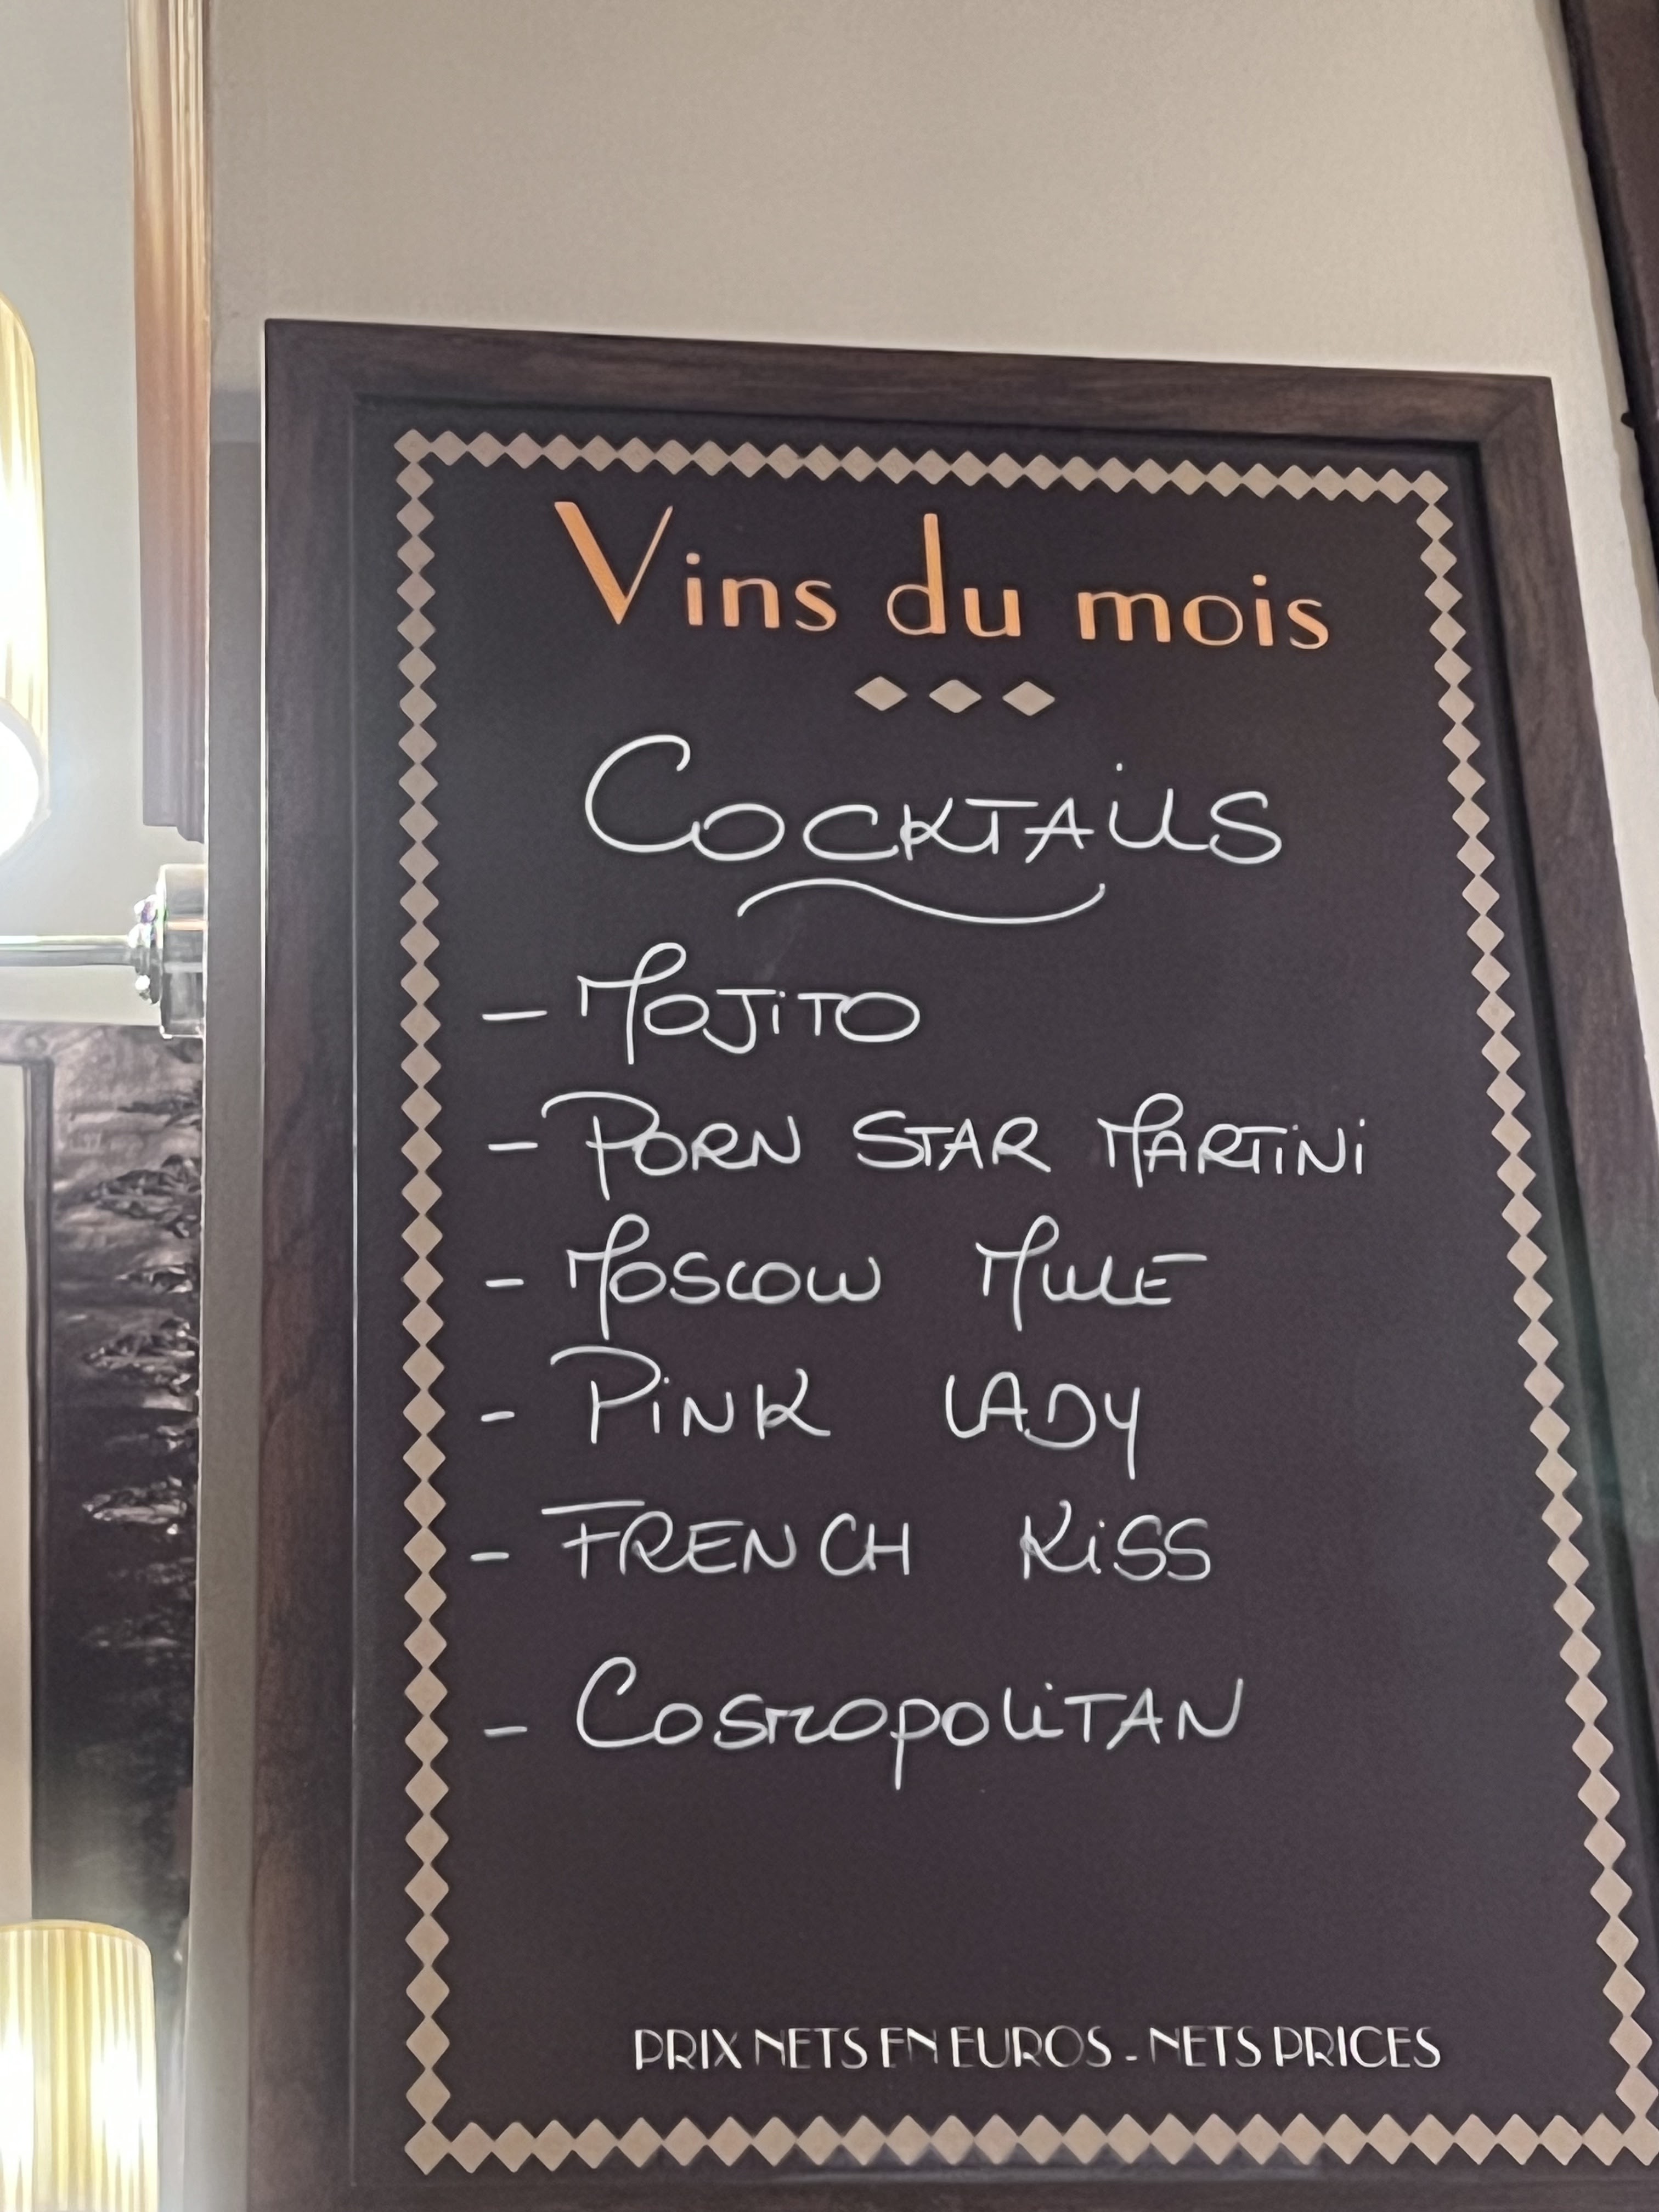 Vins du mois
COCKTAiLS
- MOJiTO
- PORN STAR MARTiNi
- MOSCOW MULE
- PiNK LADY
- FRENCH KiSS
- COSMOPOLiTAN
PRIX NETS EN EUROS - NETS PRICES